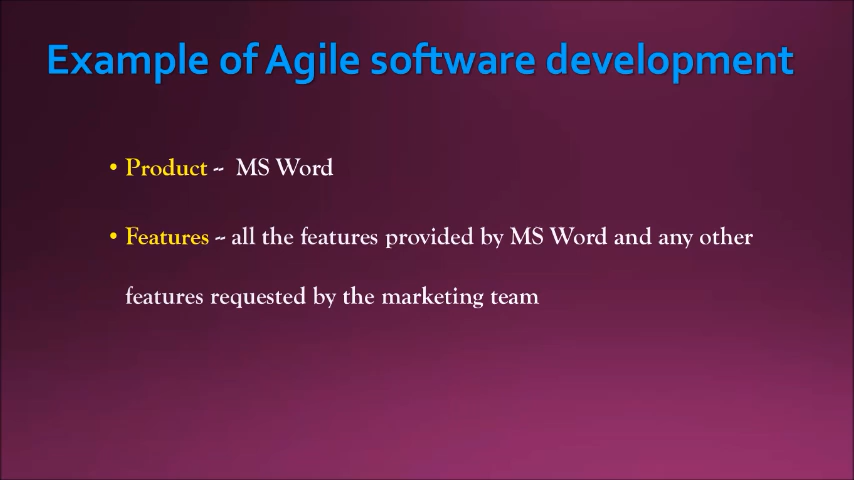 Example of Agile software development
• Product -- MS Word
• Features -- all the features provided by MS Word and any other
features requested by the marketing team